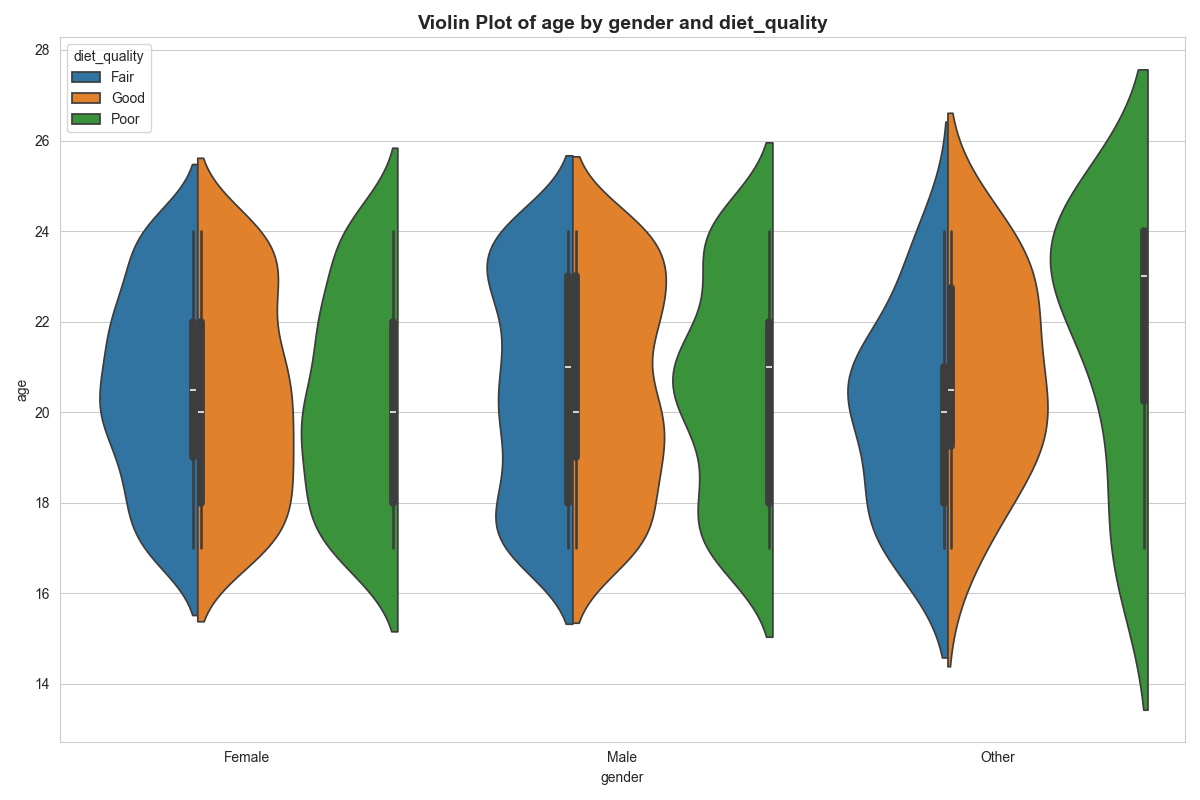 Violin Plot of age by gender and diet_quality
diet_quality
Fair
Good
Poor
28
26
24
22
20
18
16
14
age
Female Male Other
gender